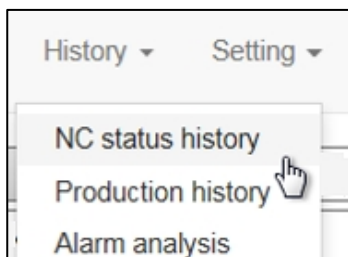 History Setting
NC status history
Production history
Alarm analysis